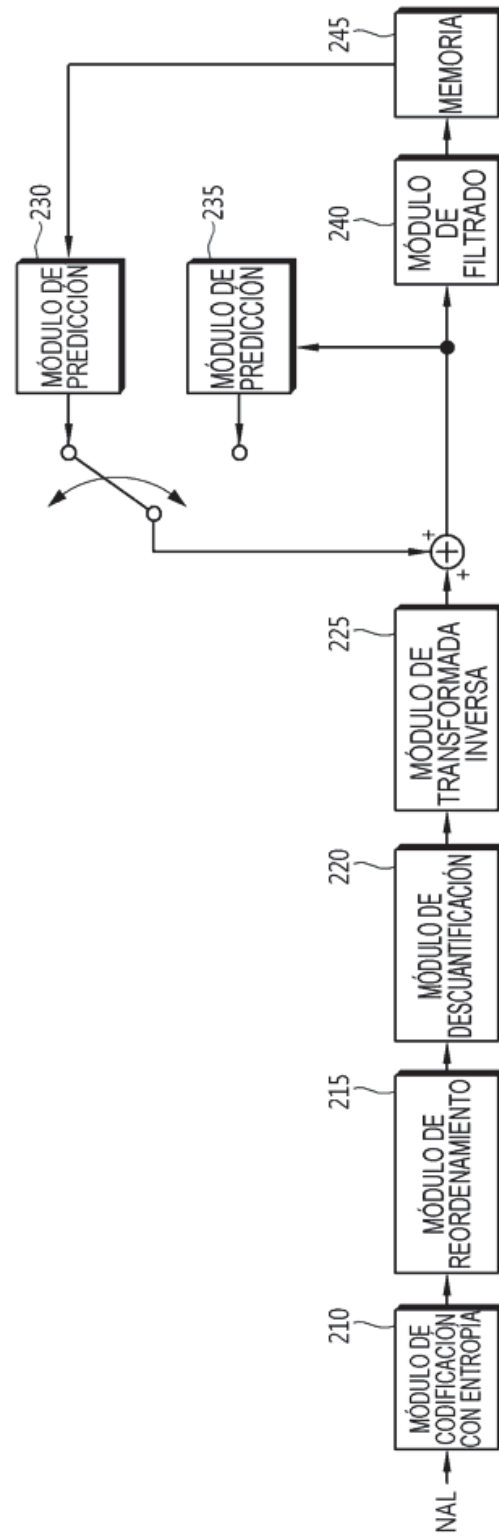 NAL
210
MÓDULO DE
CODIFICACIÓN
CON ENTROPÍA
215
MÓDULO DE
REORDENAMIENTO
220
MÓDULO DE
DESCUANTIFICACIÓN
225
MÓDULO DE
TRANSFORMADA
INVERSA
+
+
230
MÓDULO DE
PREDICCIÓN
235
MÓDULO DE
PREDICCIÓN
240
MÓDULO
DE
FILTRADO
245
MEMORIA